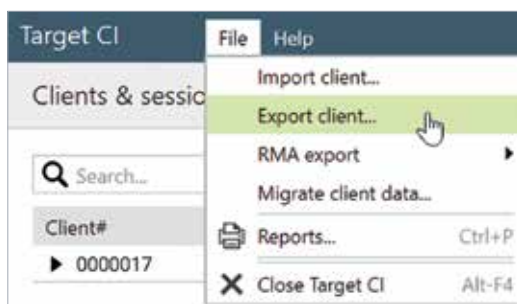 Target CI
File Help
Clients & sessio
Import client...
Export client...
RMA export
Search...
Migrate client data...
Client#
Reports... Ctrl+P
0000017
Close Target CI Alt-F4